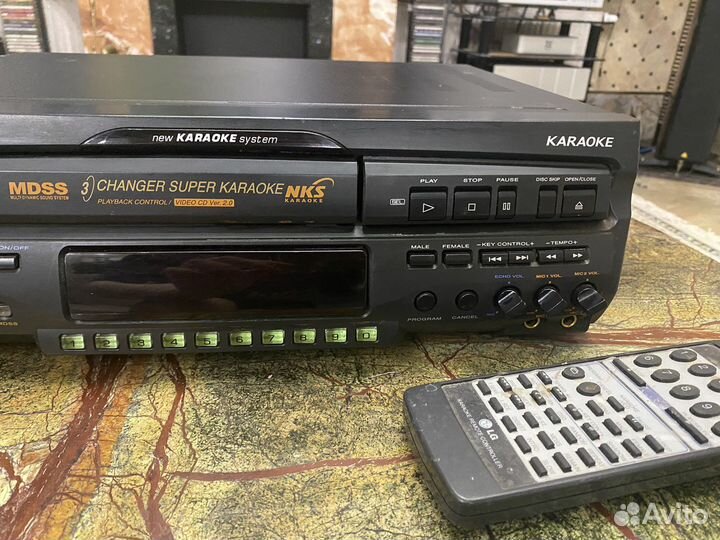 new KARAOKE system
KARAOKE
MDSS
MULTI DYNAMIC SOUND SYSTEM
3 CHANGER SUPER KARAOKE NKS
KARAOKE
PLAYBACK CONTROL / VIDEO CD Ver. 2.0
PLAY STOP PAUSE DISC SKIP OPEN/CLOSE
ON/OFF
MALE FEMALE – KEY CONTROL + – TEMPO +
ECHO VOL. MIC1 VOL. MIC2 VOL.
PROGRAM CANCEL
1 2 3 4 5 6 7 8 9 0
LG
KARAOKE REMOTE CONTROLLER
Avito